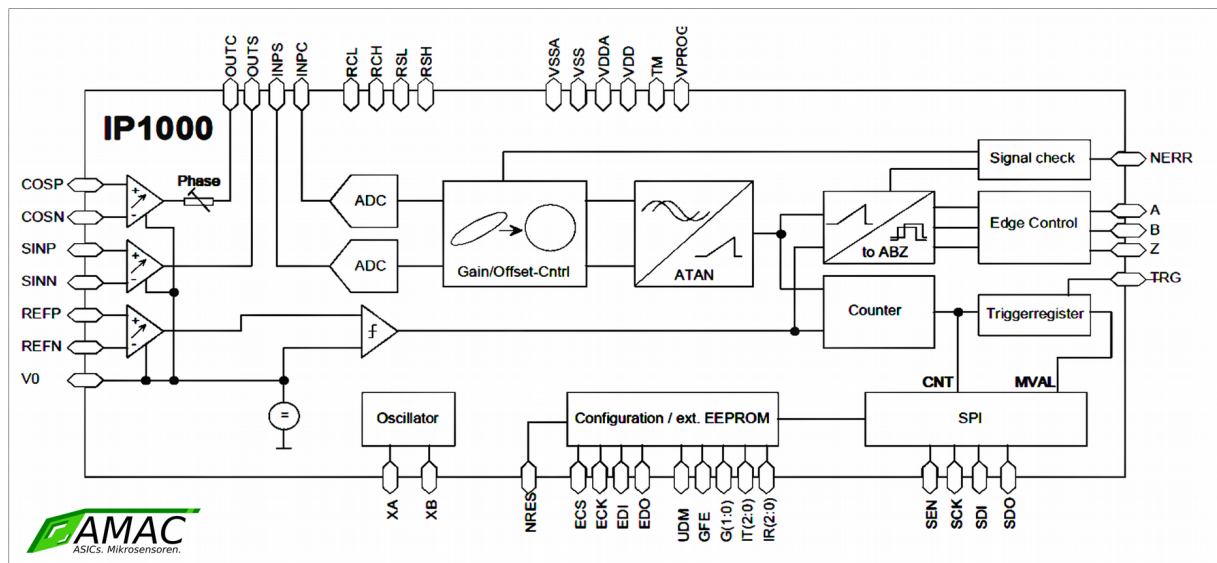 OUTC
OUTS
INPS
INPC
RCL
RCH
RSL
RSH
VSSA
VSS
VDDA
VDD
TM
VPROG
IP1000
COSP
COSN
SINP
SINN
REFP
REFN
V0
+
-
+
-
+
-
Phase
ADC
ADC
Gain/Offset-Cntrl
ATAN
to ABZ
Signal check
Edge Control
NERR
A
B
Z
TRG
Counter
Triggerregister
CNT
MVAL
=
Oscillator
Configuration / ext. EEPROM
SPI
XA
XB
NRES
ECS
ECK
EDI
EDO
UDM
GFE
G(1:0)
IT(2:0)
IR(2:0)
SEN
SCK
SDI
SDO
AMAC
ASICs. Mikrosensoren.